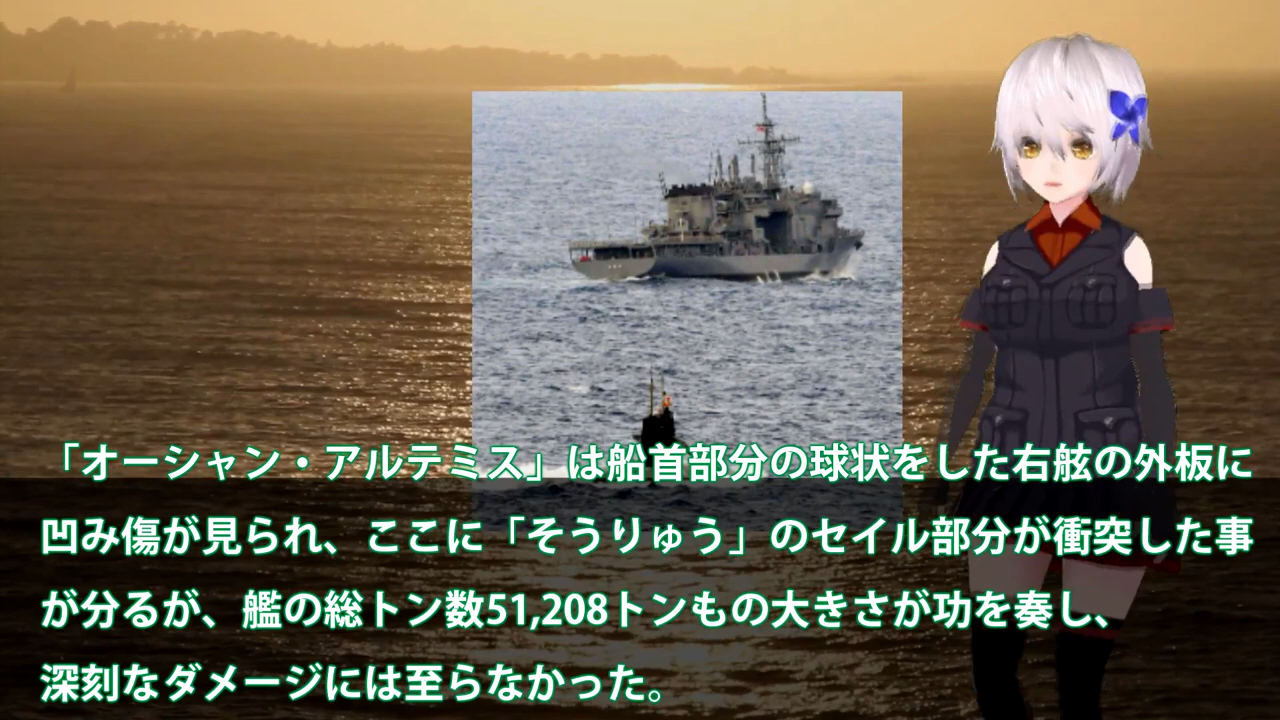 「オーシャン・アルテミス」は船首部分の球状をした右舷の外板に
凹み傷が見られ、ここに「そうりゅう」のセイル部分が衝突した事
が分るが、艦の総トン数51,208トンもの大きさが功を奏し、
深刻なダメージには至らなかった。